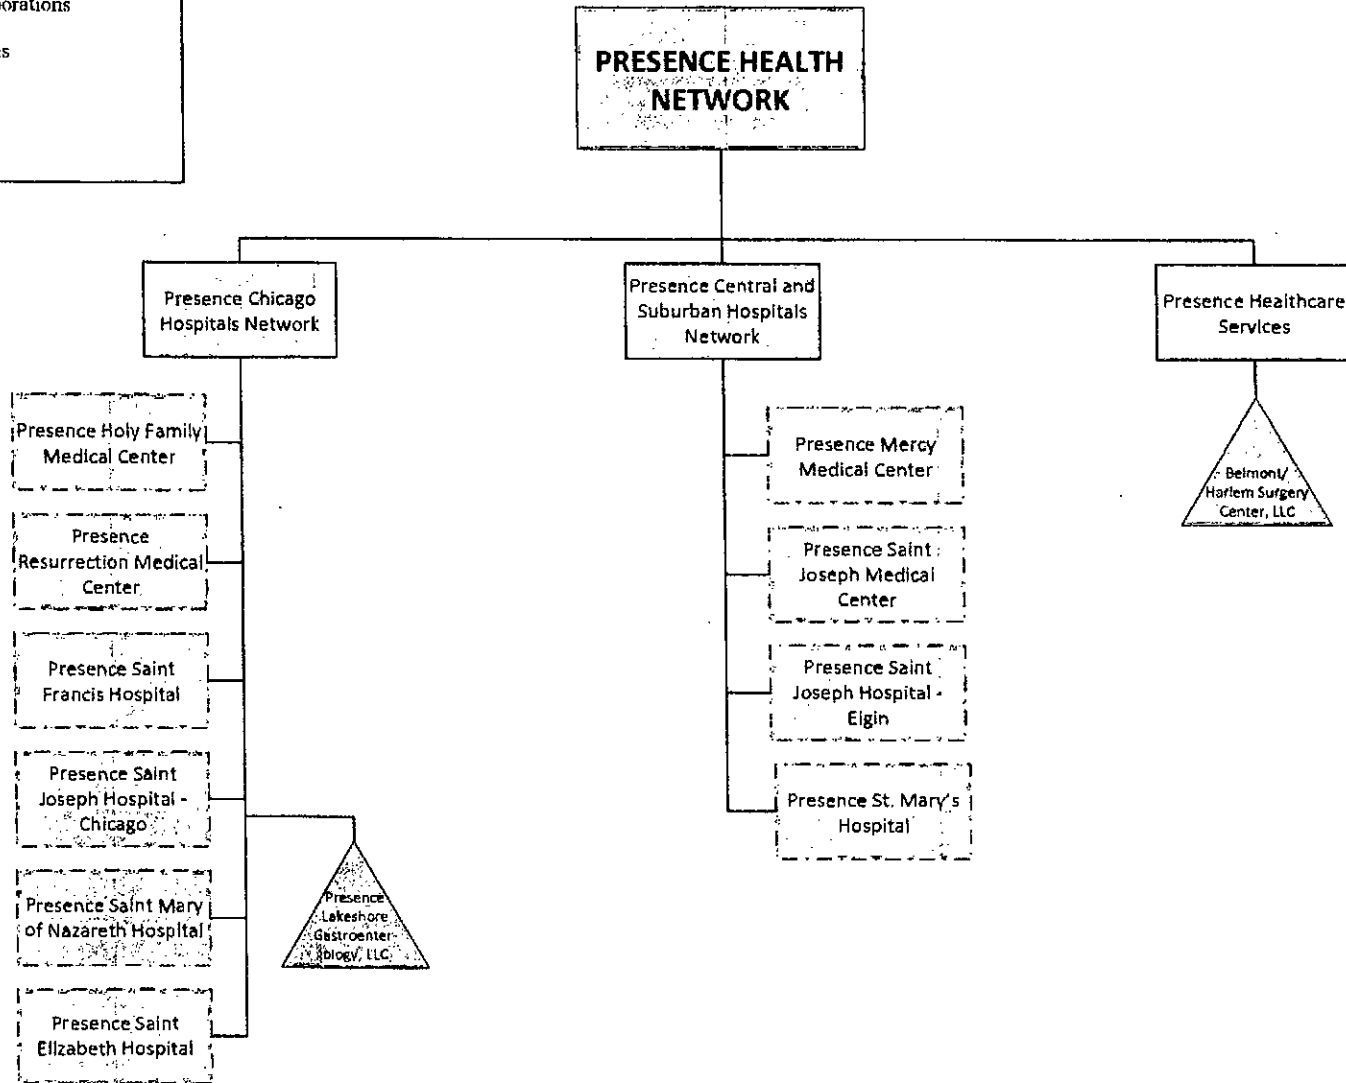 porations
s
PRESENCE HEALTH
NETWORK
Presence Chicago
Hospitals Network
Presence Central and
Suburban Hospitals
Network
Presence Healthcare
Services
Presence Holy Family
Medical Center
Presence
Resurrection Medical
Center
Presence Saint
Francis Hospital
Presence Saint
Joseph Hospital -
Chicago
Presence Saint Mary
of Nazareth Hospital
Presence Saint
Elizabeth Hospital
Presence
Lakeshore
Gastroenter-
ology, LLC
Presence Mercy
Medical Center
Presence Saint
Joseph Medical
Center
Presence Saint
Joseph Hospital -
Elgin
Presence St. Mary's
Hospital
Belmont/
Harlem Surgery
Center, LLC